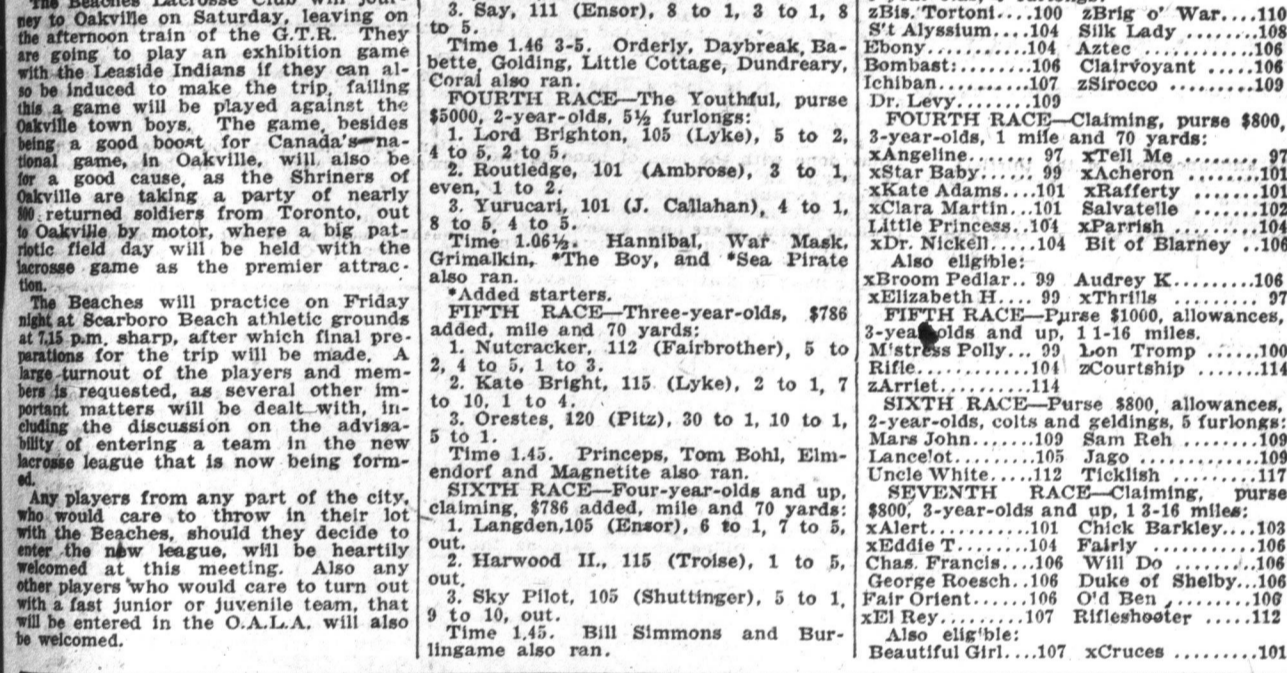 The Beaches Lacrosse Club will jour-
ney to Oakville on Saturday, leaving on
the afternoon train of the G.T.R. They
are going to play an exhibition game
with the Leaside Indians if they can al-
so be induced to make the trip, failing
this a game will be played against the
Oakville town boys. The game, besides
being a good boost for Canada's na-
tional game, in Oakville, will also be
for a good cause, as the Shriners of
Oakville are taking a party of nearly
returned soldiers from Toronto, out
to Oakville by motor, where a big pat-
riotic field day will be held with the
lacrosse game as the premier attrac-
tion.
The Beaches will practice on Friday
night at Scarboro Beach athletic grounds
at 7.15 p.m. sharp, after which final pre-
parations for the trip will be made. A
large turnout of the players and mem-
bers is requested, as several other im-
portant matters will be dealt with, in-
cluding the discussion on the advisa-
bility of entering a team in the new
lacrosse league that is now being form-
ed.
Any players from any part of the city,
who would care to throw in their lot
with the Beaches, should they decide to
enter the new league, will be heartily
welcomed at this meeting. Also any
other players who would care to turn out
with a fast junior or juvenile team, that
will be entered in the O.A.L.A. will also
be welcomed.
3. Say, 111 (Ensor), 8 to 1, 3 to 1, 8
to 5.
Time 1.46 3-5. Orderly, Daybreak, Ba-
bette, Golding, Little Cottage, Dundreary,
Coral also ran.
FOURTH RACE—The Youthful, purse
$5000, 2-year-olds, 5½ furlongs:
1. Lord Brighton, 105 (Lyke), 5 to 2,
4 to 5, 2 to 5.
2. Routledge, 101 (Ambrose), 3 to 1,
even, 1 to 2.
3. Yurucari, 101 (J. Callahan), 4 to 1,
8 to 5, 4 to 5.
Time 1.06½. Hannibal, War Mask,
Grimalkin, *The Boy, and *Sea Pirate
also ran.
*Added starters.
FIFTH RACE—Three-year-olds, $786
added, mile and 70 yards:
1. Nutcracker, 112 (Fairbrother), 5 to
2, 4 to 5, 1 to 3.
2. Kate Bright, 115 (Lyke), 2 to 1, 7
to 10, 1 to 4.
3. Orestes, 120 (Pitz), 30 to 1, 10 to 1,
5 to 1.
Time 1.45. Princeps, Tom Bohl, Elm-
endorf and Magnetite also ran.
SIXTH RACE—Four-year-olds and up,
claiming, $786 added, mile and 70 yards:
1. Langden, 105 (Ensor), 6 to 1, 7 to 5,
out.
2. Harwood II., 115 (Troise), 1 to 5,
out.
3. Sky Pilot, 105 (Shuttinger), 5 to 1,
9 to 10, out.
Time 1.45. Bill Simmons and Bur-
lingame also ran.
zBis. Tortoni....100 zBrig o' War....110
S't Alyssium....104 Silk Lady ........108
Ebony...........104 Aztec ...........106
Bombast:........106 Clairvoyant .....106
Ichiban.........107 zSirocco ........109
Dr. Levy........109
FOURTH RACE—Claiming, purse $800,
3-year-olds, 1 mile and 70 yards:
xAngeline....... 97 xTell Me ........ 97
xStar Baby...... 99 xAcheron ........101
xKate Adams....101 xRafferty .......101
xClara Martin...101 Salvatelle ......102
Little Princess..104 xParrish ........104
xDr. Nickell.....104 Bit of Blarney ..106
Also eligible:
xBroom Pedlar.. 99 Audrey K........106
xElizabeth H.... 99 xThrills ........ 97
FIFTH RACE—Purse $1000, allowances,
3-year-olds and up, 1 1-16 miles.
M'stress Polly... 99 Lon Tromp ......100
Rifle............104 zCourtship ......114
zArriet..........114
SIXTH RACE—Purse $800, allowances,
2-year-olds, colts and geldings, 5 furlongs:
Mars John.......109 Sam Reh ........109
Lancelot........105 Jago ............109
Uncle White.....112 Ticklish ........117
SEVENTH RACE—Claiming, purse
$800, 3-year-olds and up, 1 3-16 miles:
xAlert...........101 Chick Barkley....103
xEddie T........104 Fairly ...........106
Chas. Francis....106 Will Do .........106
George Roesch..106 Duke of Shelby...106
Fair Orient......106 O'd Ben .........106
xEl Rey.........107 Rifleshooter .....112
Also elig'ble:
Beautiful Girl....107 xCruces .........101